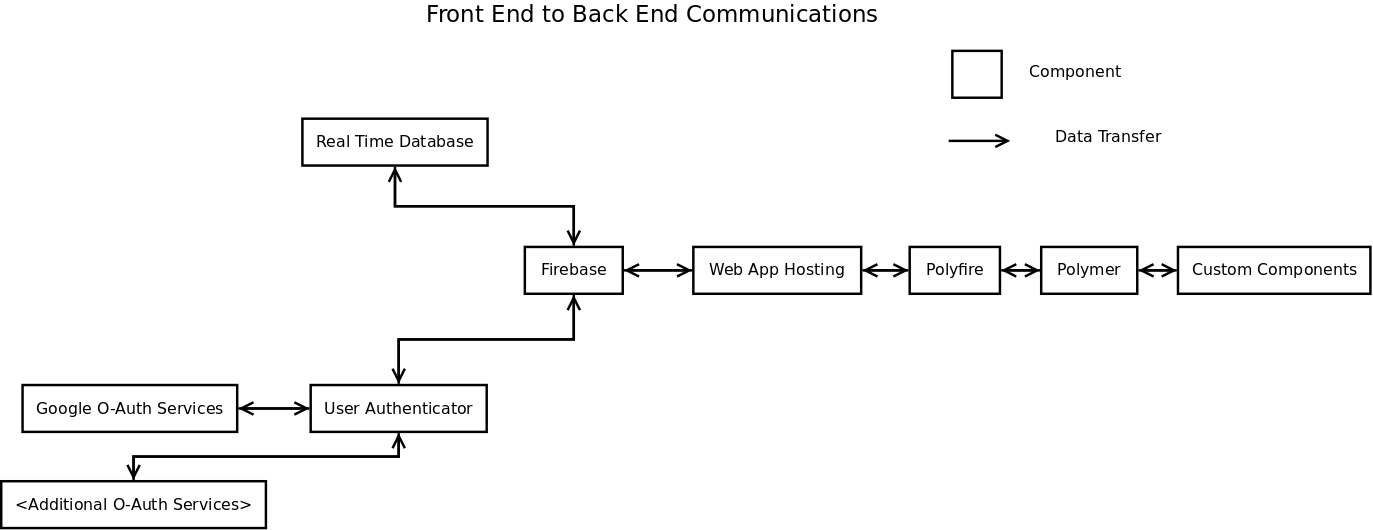 Front End to Back End Communications
Component
Data Transfer
Real Time Database
Firebase
Web App Hosting
Polyfire
Polymer
Custom Components
Google O-Auth Services
User Authenticator
<Additional O-Auth Services>